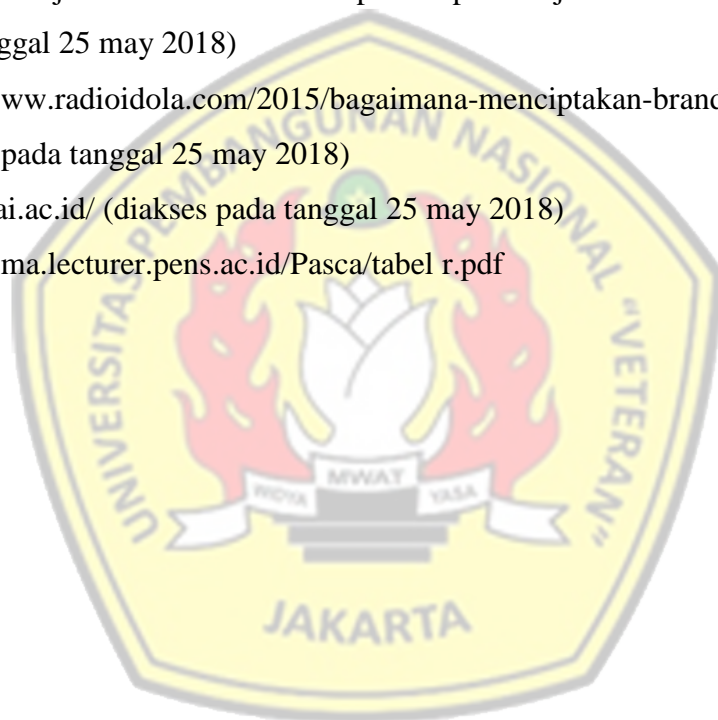 ggal 25 may 2018)
ww.radioidola.com/2015/bagaimana-menciptakan-brand
pada tanggal 25 may 2018)
ai.ac.id/ (diakses pada tanggal 25 may 2018)
ma.lecturer.pens.ac.id/Pasca/tabel r.pdf
UNIVERSITAS PEMBANGUNAN NASIONAL "VETERAN"
WIDYA MWAT YASA
JAKARTA